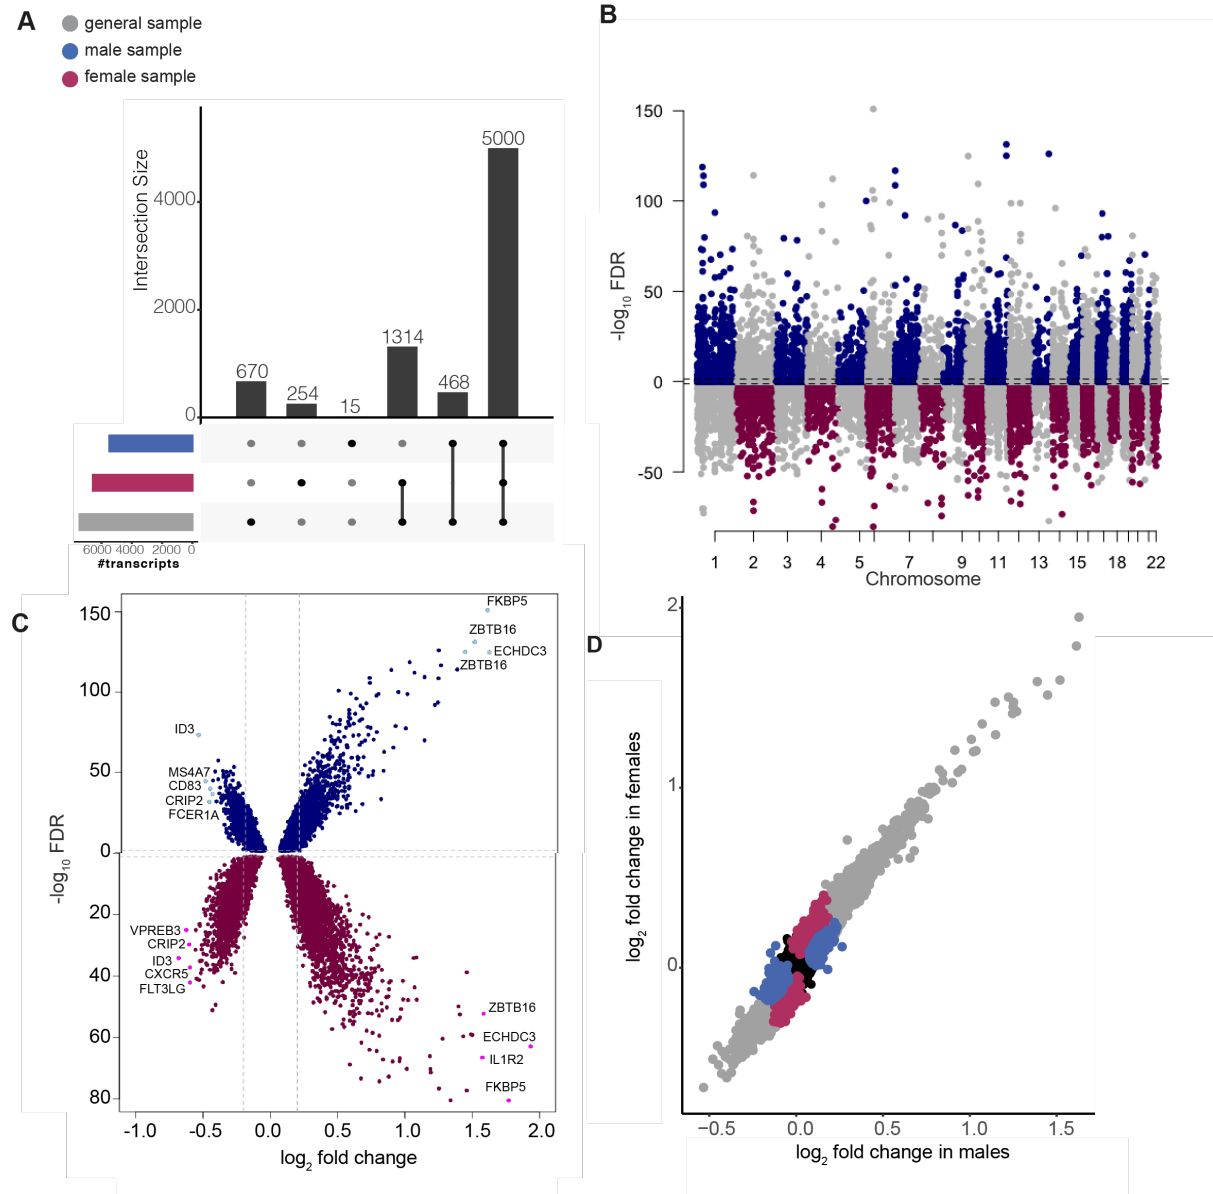 A
general sample
male sample
female sample
Intersection Size
4000
2000
0
670
254
15
1314
468
5000
6000 4000 2000 0
#transcripts
B
-log10 FDR
150
100
50
0
-50
1 2 3 4 5 7 9 11 13 15 18 22
Chromosome
C
-log10 FDR
150
100
50
0
20
40
60
80
FKBP5
ZBTB16
ECHDC3
ZBTB16
ID3
MS4A7
CD83
CRIP2
FCER1A
VPREB3
CRIP2
ID3
CXCR5
FLT3LG
ZBTB16
ECHDC3
IL1R2
FKBP5
-1.0 -0.5 0.0 0.5 1.0 1.5 2.0
log2 fold change
D
log2 fold change in females
2
1
0
−0.5 0.0 0.5 1.0 1.5
log2 fold change in males